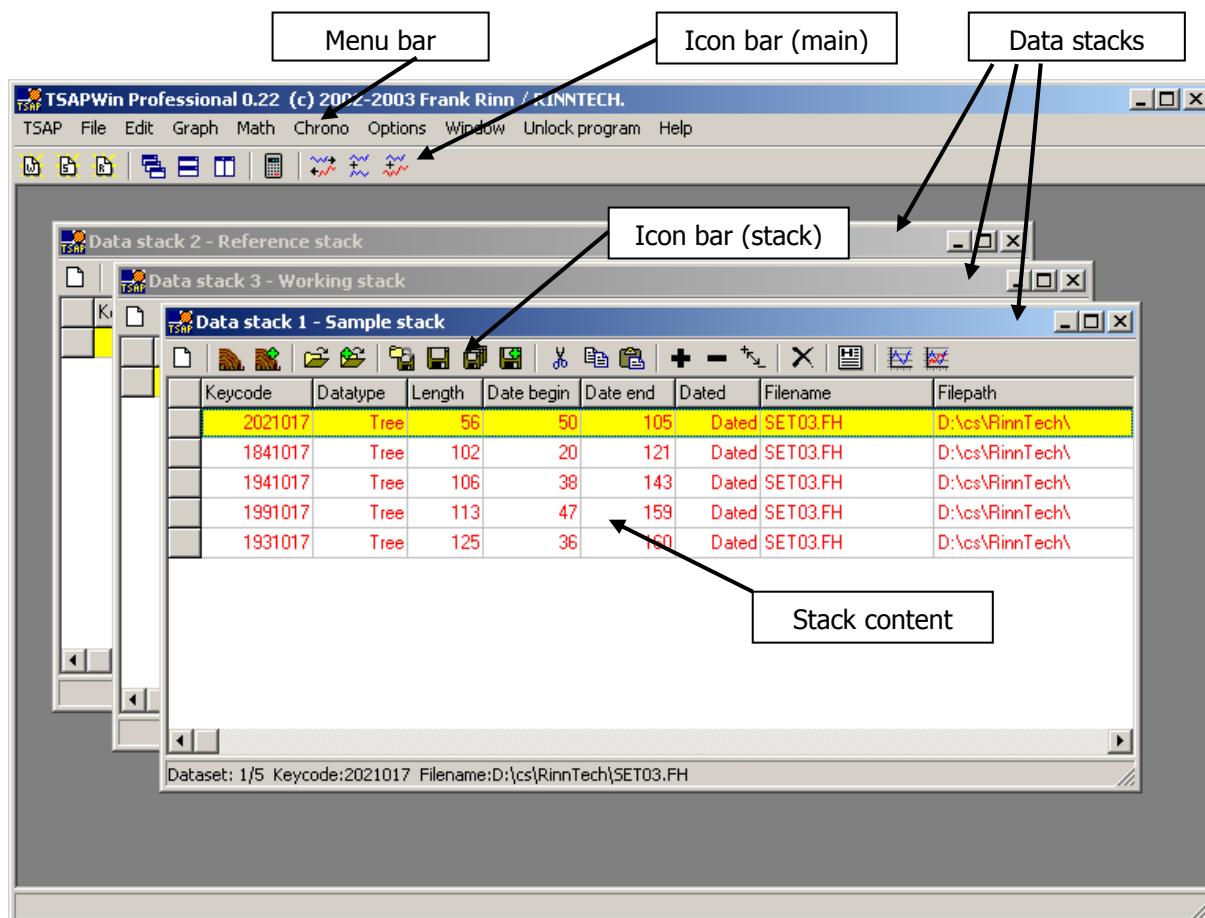 Menu bar
Icon bar (main)
Data stacks
TSAPWin Professional 0.22 (c) 2002-2003 Frank Rinn / RINNTECH.
TSAP File Edit Graph Math Chrono Options Window Unlock program Help
W S R
Icon bar (stack)
Data stack 2 - Reference stack
Data stack 3 - Working stack
Data stack 1 - Sample stack
Keycode Datatype Length Date begin Date end Dated Filename Filepath
2021017 Tree 56 50 105 Dated SET03.FH D:\cs\RinnTech\
1841017 Tree 102 20 121 Dated SET03.FH D:\cs\RinnTech\
1941017 Tree 106 38 143 Dated SET03.FH D:\cs\RinnTech\
1991017 Tree 113 47 159 Dated SET03.FH D:\cs\RinnTech\
1931017 Tree 125 36 160 Dated SET03.FH D:\cs\RinnTech\
Stack content
Dataset: 1/5 Keycode:2021017 Filename:D:\cs\RinnTech\SET03.FH